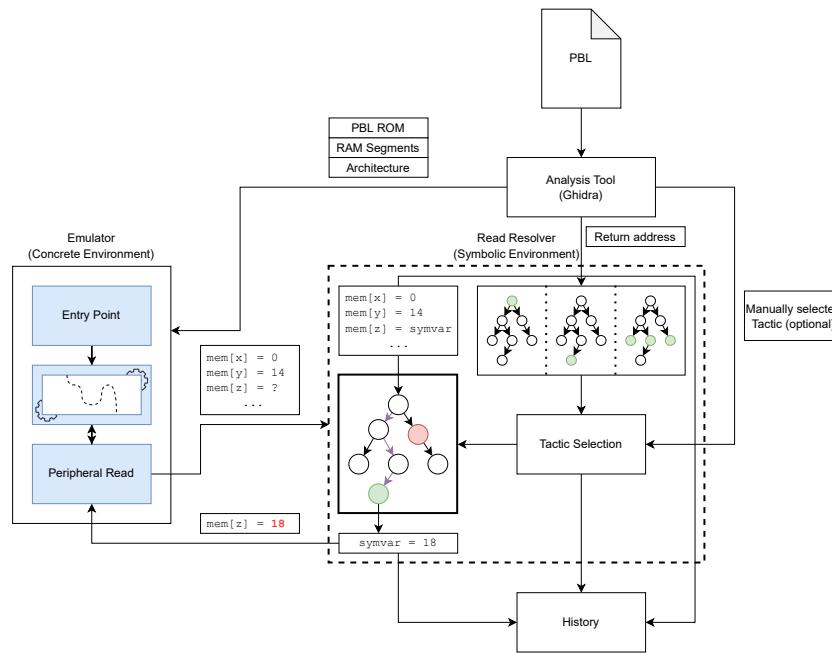 PBL
PBL ROM
RAM Segments
Architecture
Analysis Tool
(Ghidra)
Emulator
(Concrete Environment)
Read Resolver
(Symbolic Environment)
Return address
Entry Point
mem[x] = 0
mem[y] = 14
mem[z] = symvar
...
Manually selecte
Tactic (optional)
mem[x] = 0
mem[y] = 14
mem[z] = ?
...
Peripheral Read
Tactic Selection
mem[z] = 18
symvar = 18
History